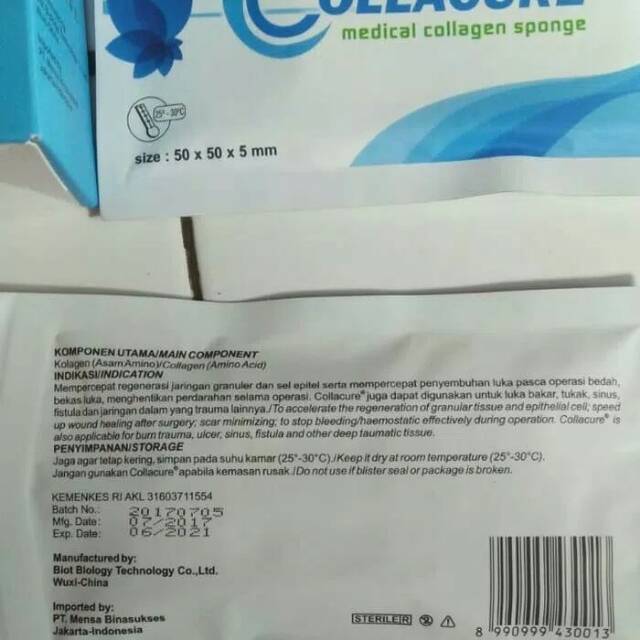 COLLACURE
medical collagen sponge
25° - 30°C
size : 50 x 50 x 5 mm
KOMPONEN UTAMA/MAIN COMPONENT
Kolagen (Asam Amino)/Collagen (Amino Acid)
INDIKASI/INDICATION
Mempercepat regenerasi jaringan granuler dan sel epitel serta mempercepat penyembuhan luka pasca operasi bedah,
bekas luka, menghentikan perdarahan selama operasi. Collacure® juga dapat digunakan untuk luka bakar, tukak, sinus,
fistula dan jaringan dalam yang trauma lainnya./To accelerate the regeneration of granular tissue and epithelial cell; speed
up wound healing after surgery; scar minimizing; to stop bleeding/haemostatic effectively during operation. Collacure® is
also applicable for burn trauma, ulcer, sinus, fistula and other deep taumatic tissue.
PENYIMPANAN/STORAGE
Jaga agar tetap kering, simpan pada suhu kamar (25°-30°C)./Keep it dry at room temperature (25°-30°C).
Jangan gunakan Collacure® apabila kemasan rusak./Do not use if blister seal or package is broken.
KEMENKES RI AKL 31603711554
Batch No.: 20170705
Mfg. Date: 07/2017
Exp. Date: 06/2021
Manufactured by:
Biot Biology Technology Co.,Ltd.
Wuxi-China
Imported by:
PT. Mensa Binasukses
Jakarta-Indonesia
STERILE R
8 990999 430013